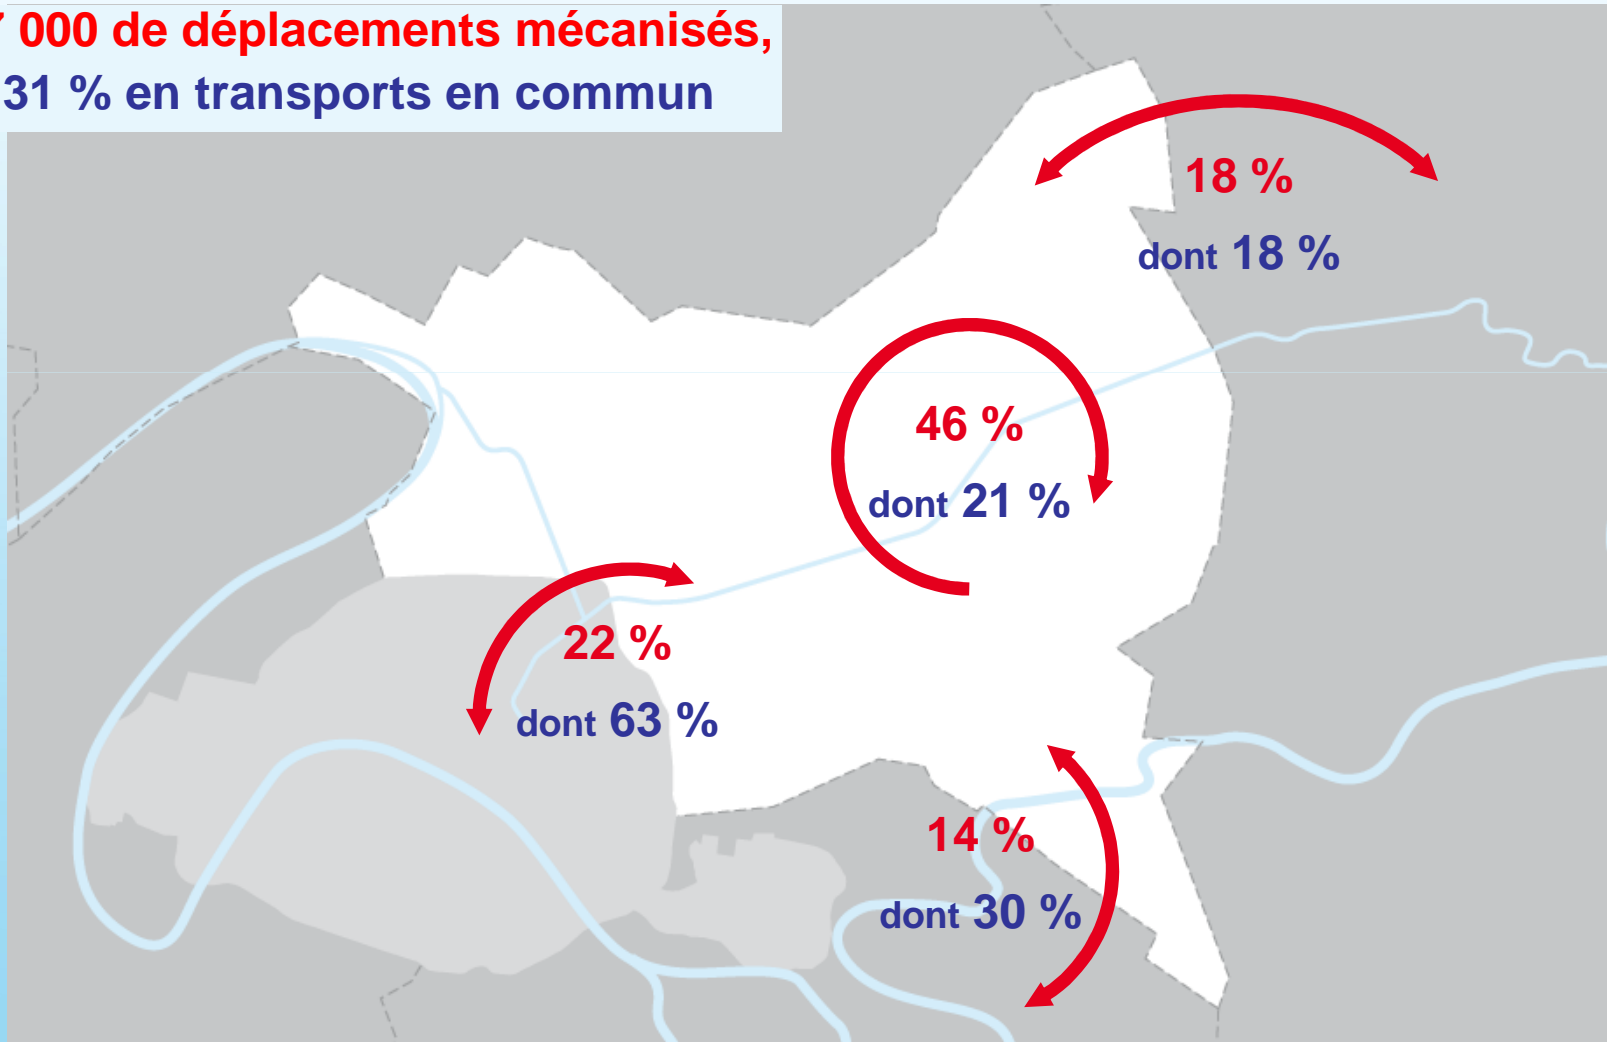 7 000 de déplacements mécanisés,
31 % en transports en commun
18 %
dont 18 %
46 %
dont 21 %
22 %
dont 63 %
14 %
dont 30 %